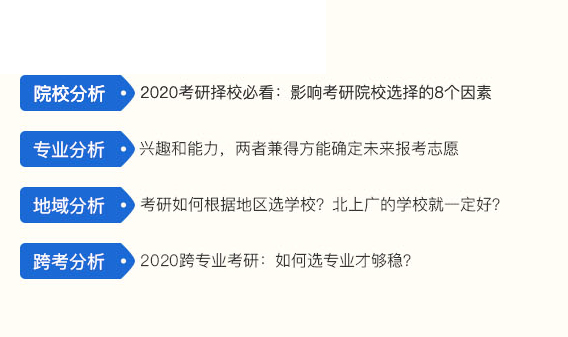 院校分析 2020考研择校必看：影响考研院校选择的8个因素
专业分析 兴趣和能力，两者兼得方能确定未来报考志愿
地域分析 考研如何根据地区选学校？北上广的学校就一定好？
跨考分析 2020跨专业考研：如何选专业才够稳？